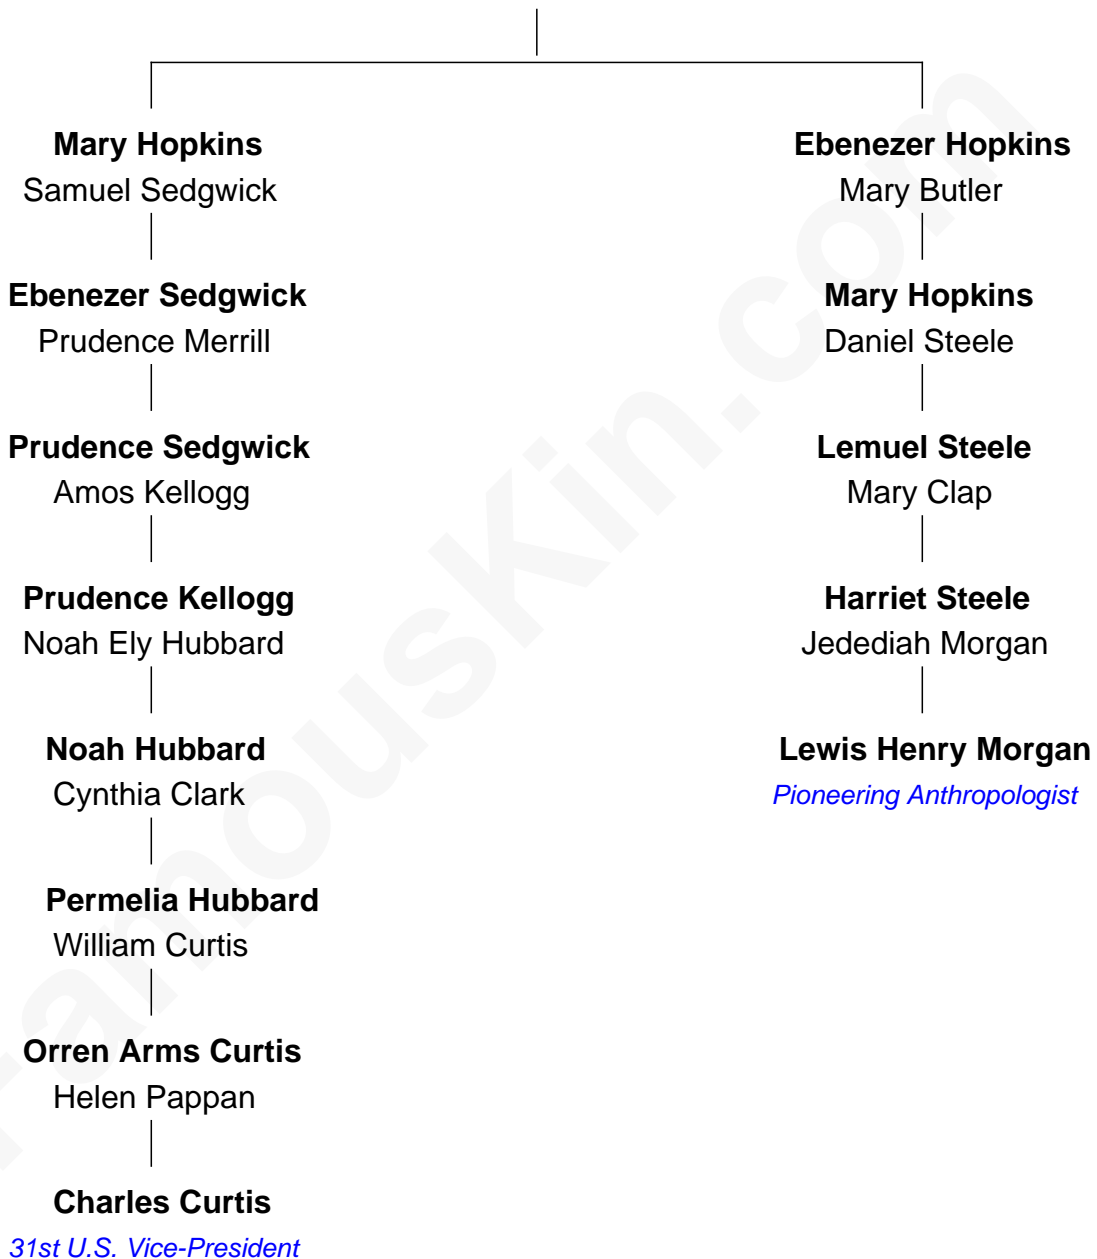 Mary Hopkins
Samuel Sedgwick
Ebenezer Sedgwick
Prudence Merrill
Prudence Sedgwick
Amos Kellogg
Prudence Kellogg
Noah Ely Hubbard
Noah Hubbard
Cynthia Clark
Permelia Hubbard
William Curtis
Orren Arms Curtis
Helen Pappan
Charles Curtis
31st U.S. Vice-President
Ebenezer Hopkins
Mary Butler
Mary Hopkins
Daniel Steele
Lemuel Steele
Mary Clap
Harriet Steele
Jedediah Morgan
Lewis Henry Morgan
Pioneering Anthropologist
FamousKin.com